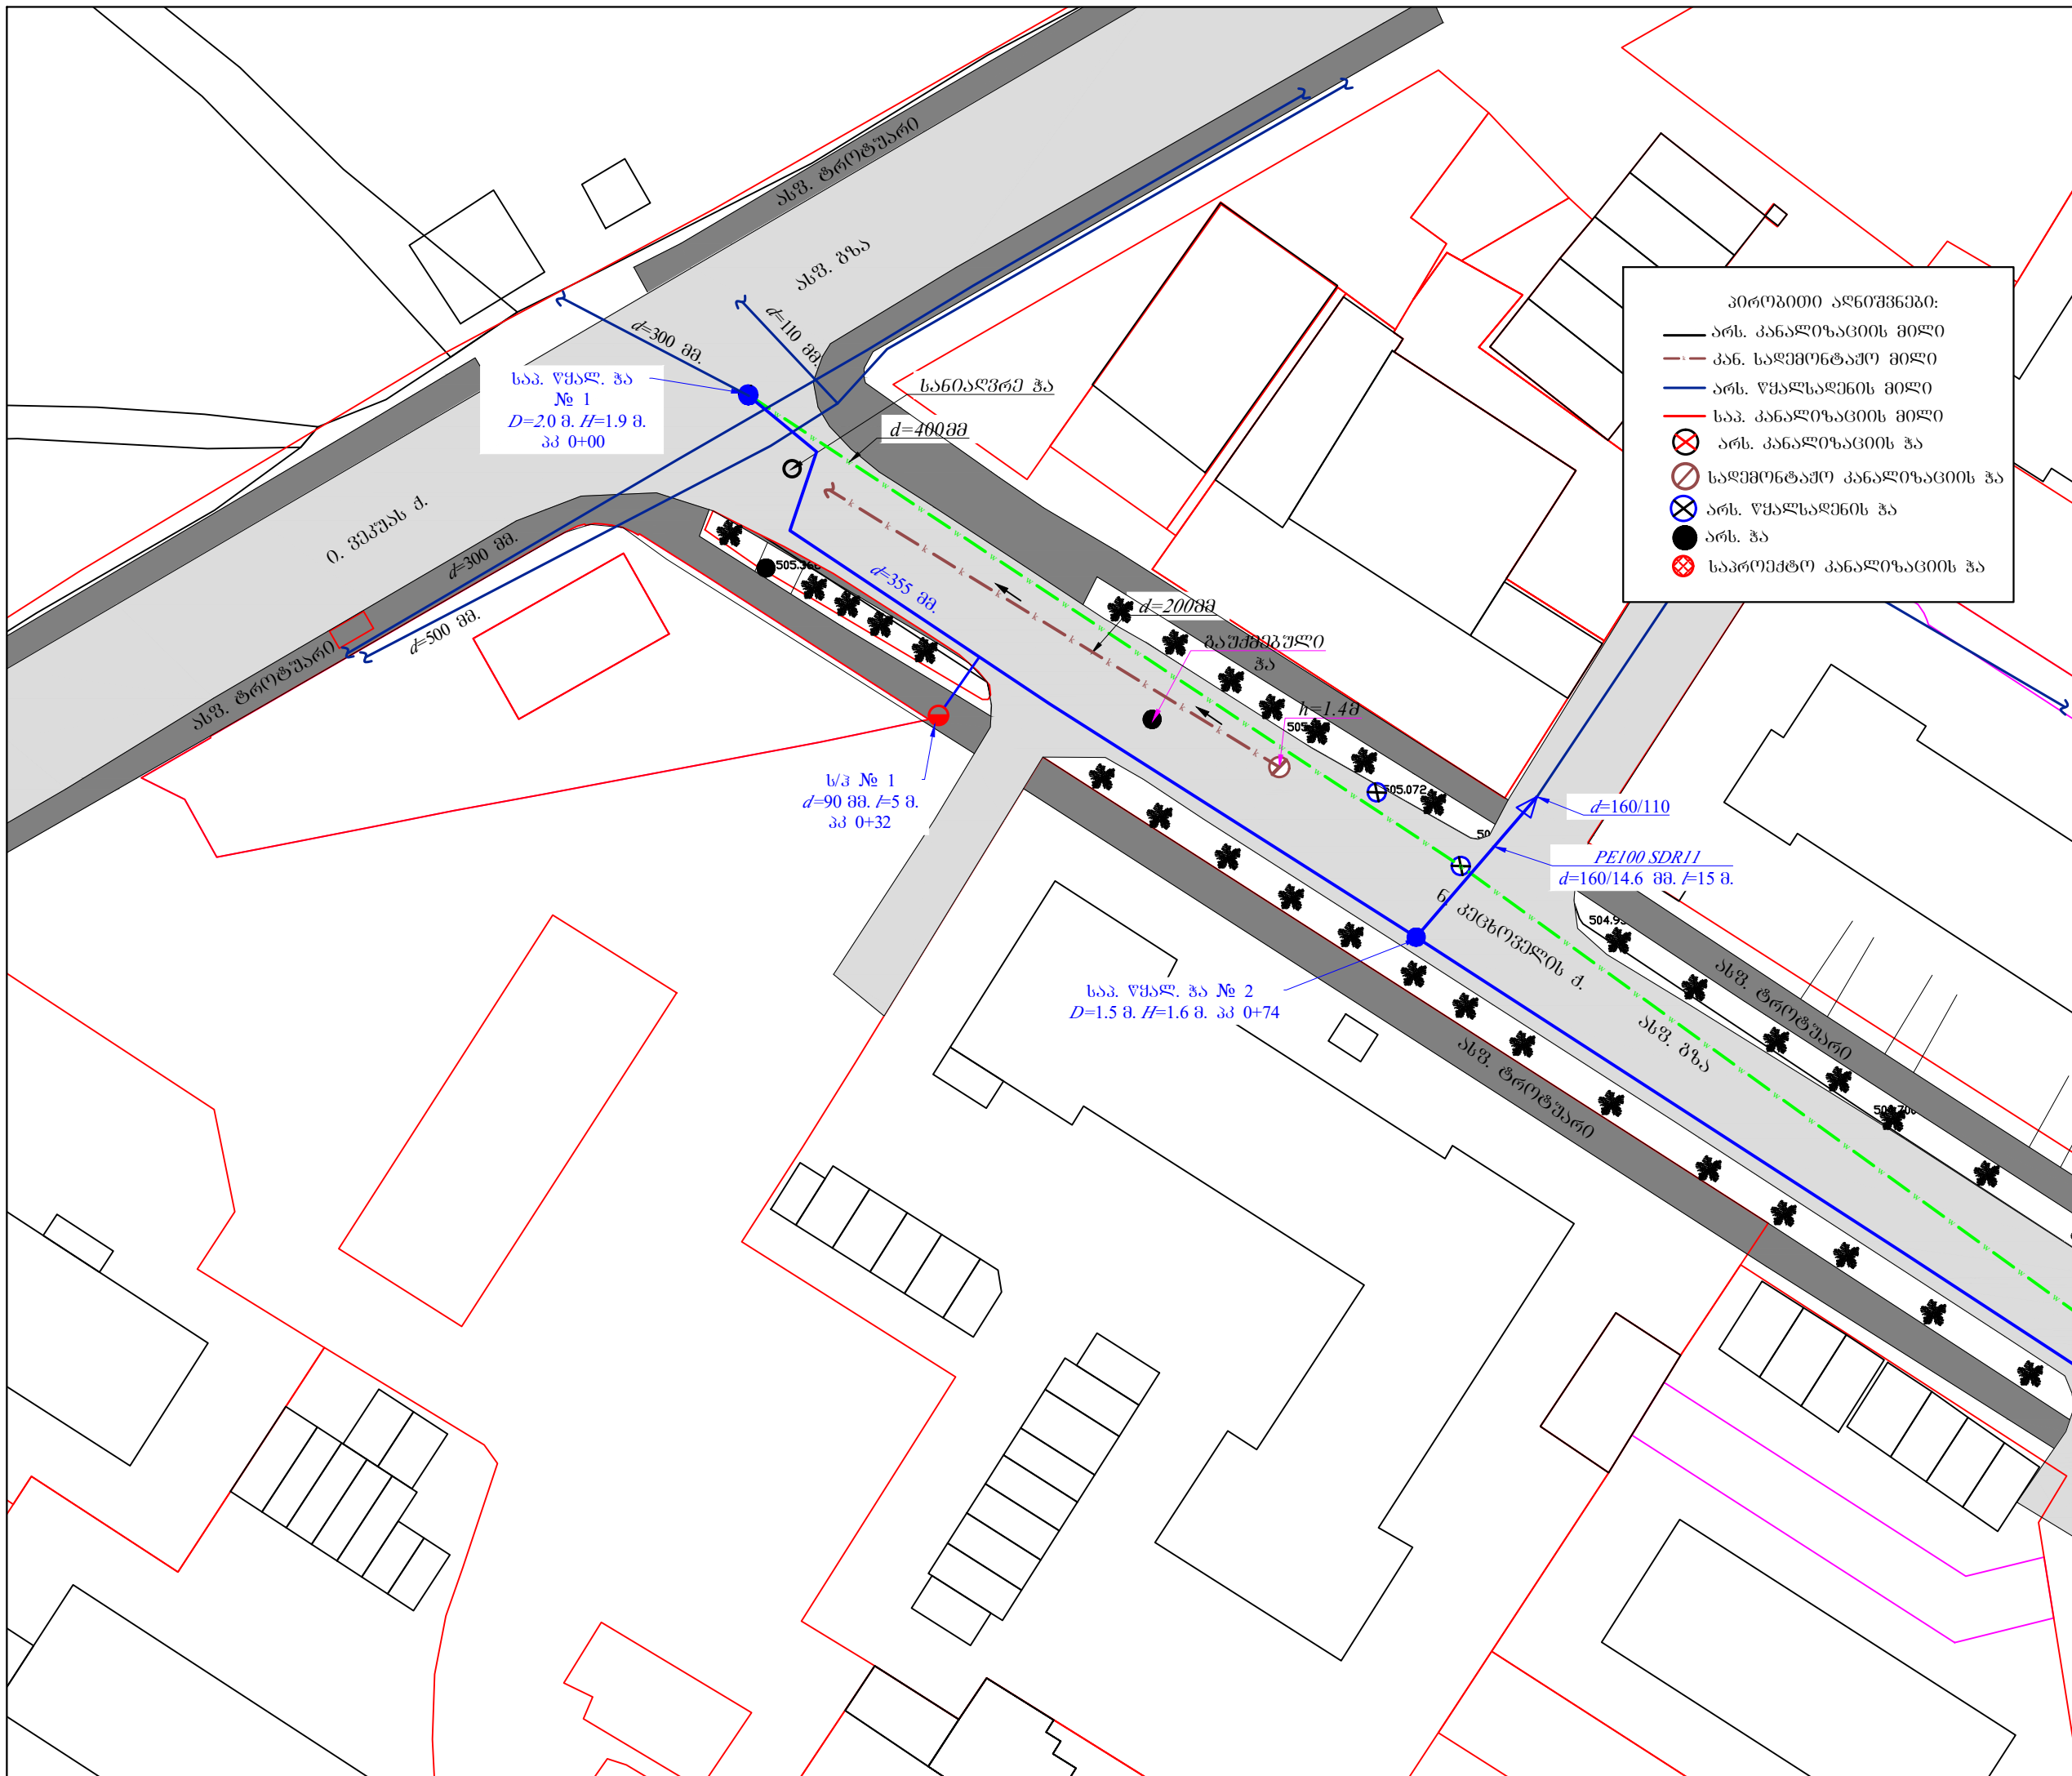 ასფ. ტროტუარი
ასფ. გზა
d=300 მმ.
d=110 მმ.
საპ. წყალ. ჭა
№ 1
D=2.0 მ. H=1.9 მ.
პკ 0+00
სანიაღვრე ჭა
d=400მმ
ი. ვეკუას ქ.
d=300 მმ.
d=500 მმ.
ასფ. ტროტუარი
d=355 მმ.
d=200მმ
გაუქმებული
ჭა
h=1.4მ
505.072
ს/პ № 1
d=90 მმ. l=5 მ.
პკ 0+32
d=160/110
PE100 SDR11
d=160/14.6 მმ. l=15 მ.
ნ. კეცხოველის ქ.
საპ. წყალ. ჭა № 2
D=1.5 მ. H=1.6 მ. პკ 0+74
ასფ. გზა
ასფ. ტროტუარი
ასფ. ტროტუარი
პირობითი აღნიშვნები:
არს. კანალიზაციის მილი
კან. სადემონტაჟო მილი
არს. წყალსადენის მილი
საპ. კანალიზაციის მილი
არს. კანალიზაციის ჭა
სადემონტაჟო კანალიზაციის ჭა
არს. წყალსადენის ჭა
არს. ჭა
საპროექტო კანალიზაციის ჭა